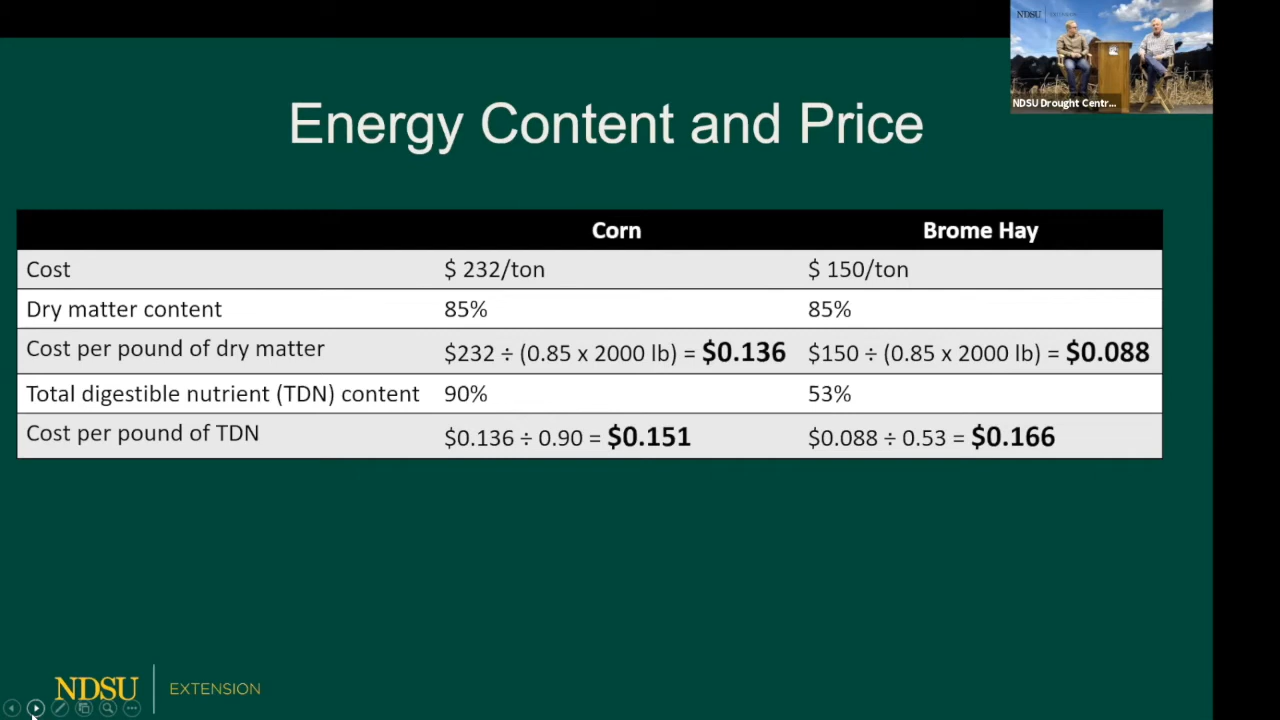 NDSU EXTENSION
NDSU Drought Centr...
Energy Content and Price
Corn Brome Hay
Cost $ 232/ton $ 150/ton
Dry matter content 85% 85%
Cost per pound of dry matter $232 ÷ (0.85 x 2000 lb) = $0.136 $150 ÷ (0.85 x 2000 lb) = $0.088
Total digestible nutrient (TDN) content 90% 53%
Cost per pound of TDN $0.136 ÷ 0.90 = $0.151 $0.088 ÷ 0.53 = $0.166
NDSU EXTENSION